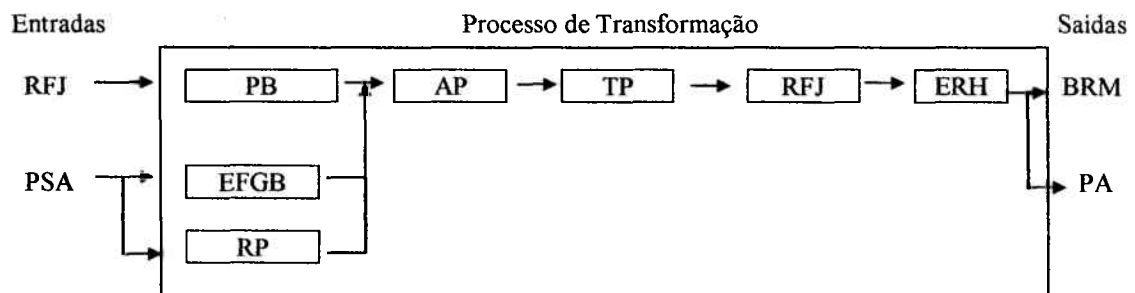 Entradas Processo de Transformação Saidas
RFJ PB AP TP RFJ ERH BRM
PSA EFGB PA
RP